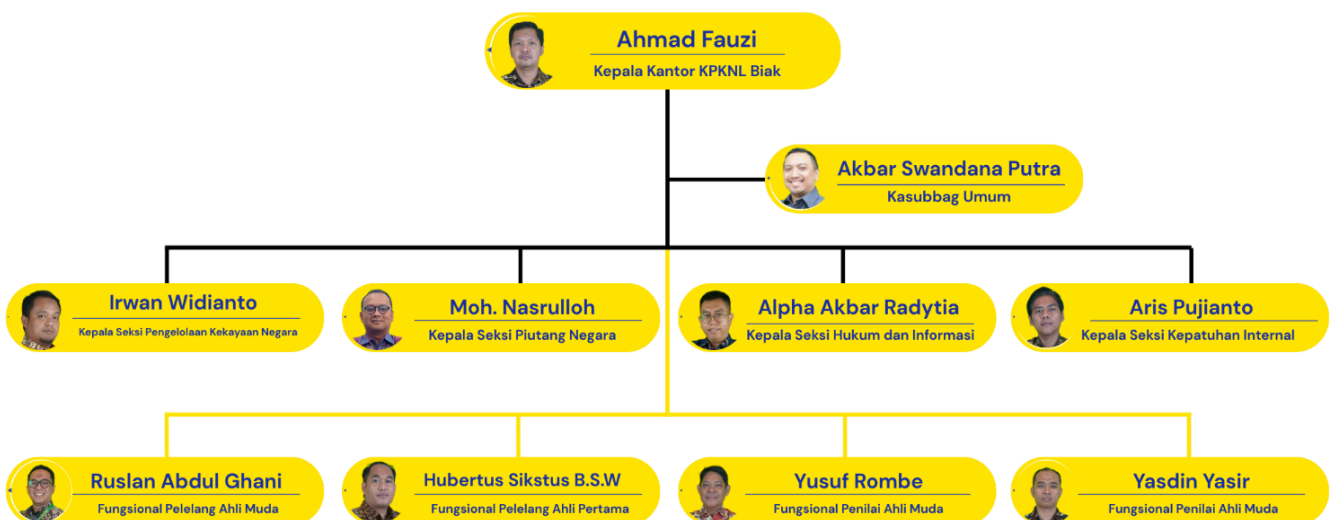 Ahmad Fauzi
Kepala Kantor KPKNL Biak
Akbar Swandana Putra
Kasubbag Umum
Irwan Widianto
Kepala Seksi Pengelolaan Kekayaan Negara
Moh. Nasrulloh
Kepala Seksi Piutang Negara
Alpha Akbar Radytia
Kepala Seksi Hukum dan Informasi
Aris Pujianto
Kepala Seksi Kepatuhan Internal
Ruslan Abdul Ghani
Fungsional Pelelang Ahli Muda
Hubertus Sikstus B.S.W
Fungsional Pelelang Ahli Pertama
Yusuf Rombe
Fungsional Penilai Ahli Muda
Yasdin Yasir
Fungsional Penilai Ahli Muda